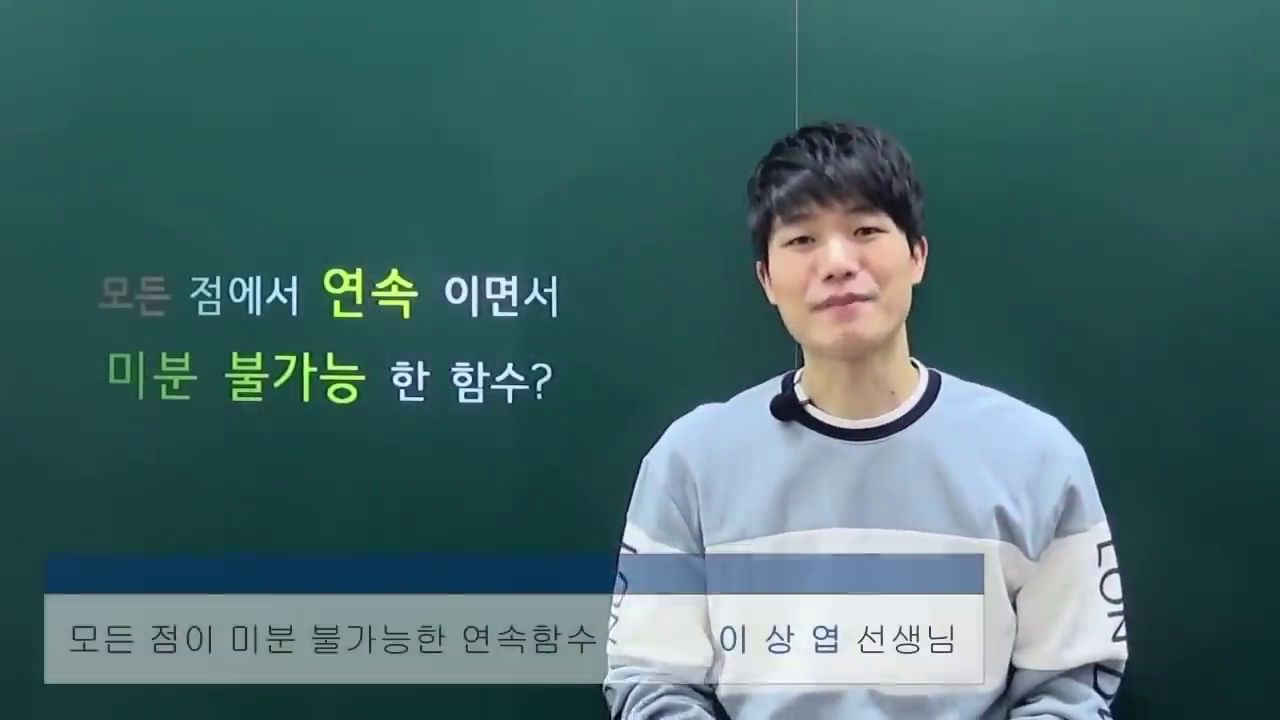 모든 점에서 연속 이면서
미분 불가능 한 함수?
모든 점이 미분 불가능한 연속함수
이 상 엽 선생님
LON
LOND